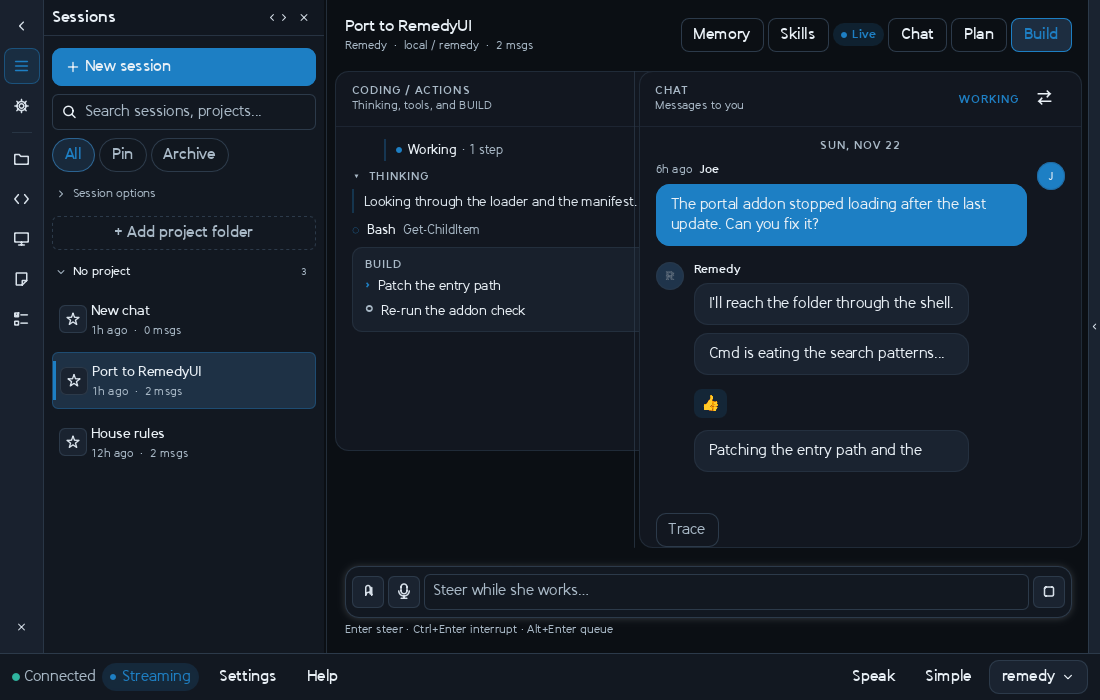 Sessions
+ New session
Search sessions, projects...
All
Pin
Archive
Session options
+ Add project folder
No project
3
New chat
1h ago · 0 msgs
Port to RemedyUI
1h ago · 2 msgs
House rules
12h ago · 2 msgs
Port to RemedyUI
Remedy · local / remedy · 2 msgs
Memory
Skills
Live
Chat
Plan
Build
CODING / ACTIONS
Thinking, tools, and BUILD
Working · 1 step
THINKING
Looking through the loader and the manifest.
Bash Get-ChildItem
BUILD
Patch the entry path
Re-run the addon check
CHAT
Messages to you
WORKING
SUN, NOV 22
6h ago Joe
J
The portal addon stopped loading after the last
update. Can you fix it?
R
Remedy
I'll reach the folder through the shell.
Cmd is eating the search patterns...
Patching the entry path and the
Trace
Steer while she works...
Enter steer · Ctrl+Enter interrupt · Alt+Enter queue
Connected
Streaming
Settings
Help
Speak
Simple
remedy